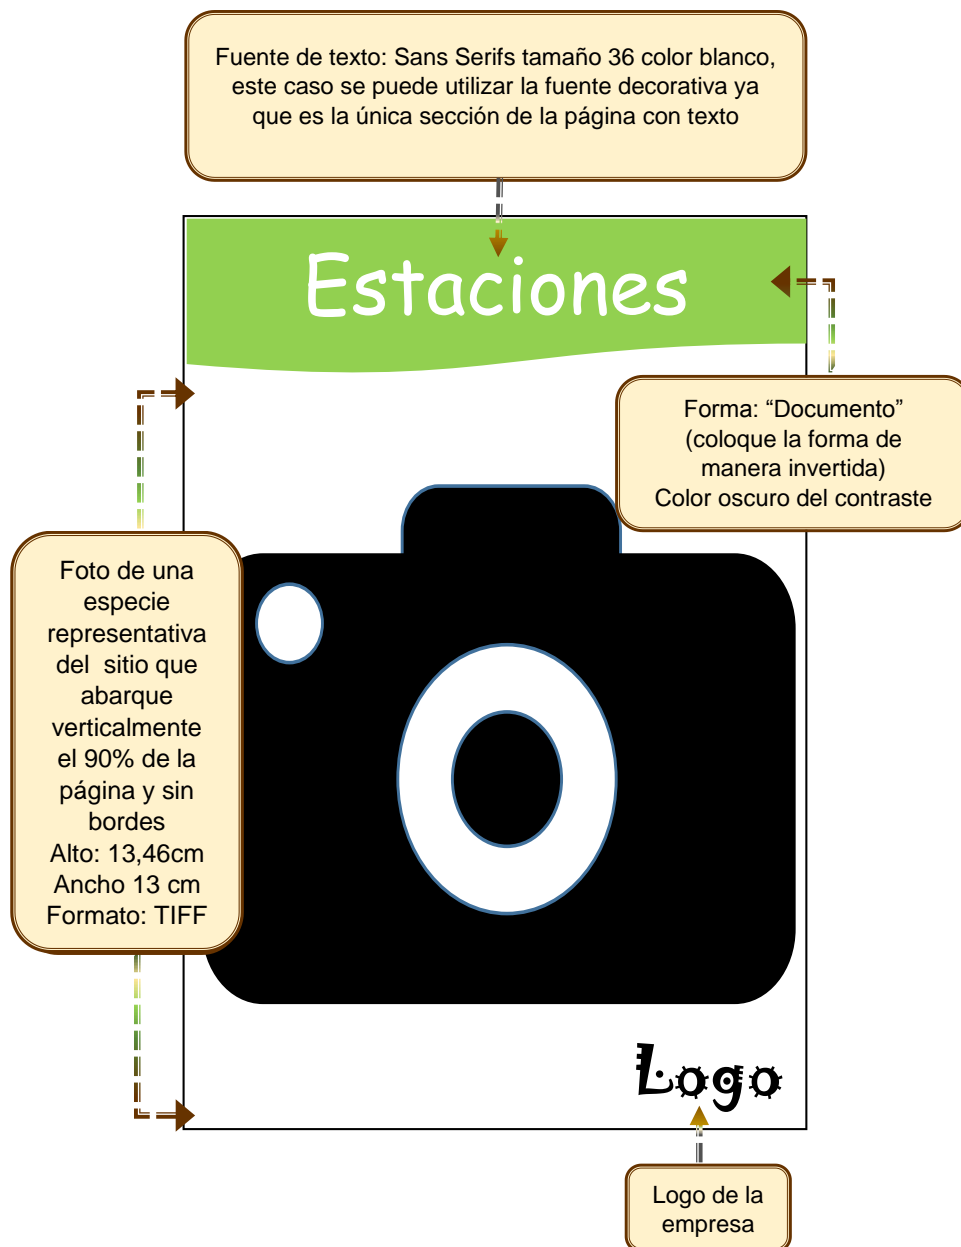 Fuente de texto: Sans Serifs tamaño 36 color blanco,
este caso se puede utilizar la fuente decorativa ya
que es la única sección de la página con texto
Estaciones
Forma: “Documento”
(coloque la forma de
manera invertida)
Color oscuro del contraste
Foto de una
especie
representativa
del sitio que
abarque
verticalmente
el 90% de la
página y sin
bordes
Alto: 13,46cm
Ancho 13 cm
Formato: TIFF
Logo
Logo de la
empresa